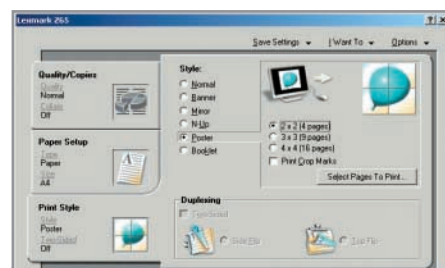 Lexmark Z65
Save Settings
I Want To
Options
Quality/Copies
Quality
Normal
Collate
Off
Paper Setup
Type
Paper
Size
A4
Print Style
Style
Poster
Two-Sided
Off
Style:
Normal
Banner
Mirror
N-Up
Poster
Booklet
2 x 2 (4 pages)
3 x 3 (9 pages)
4 x 4 (16 pages)
Print Crop Marks
Select Pages To Print...
Duplexing
Two-Sided
Side Flip
Top Flip